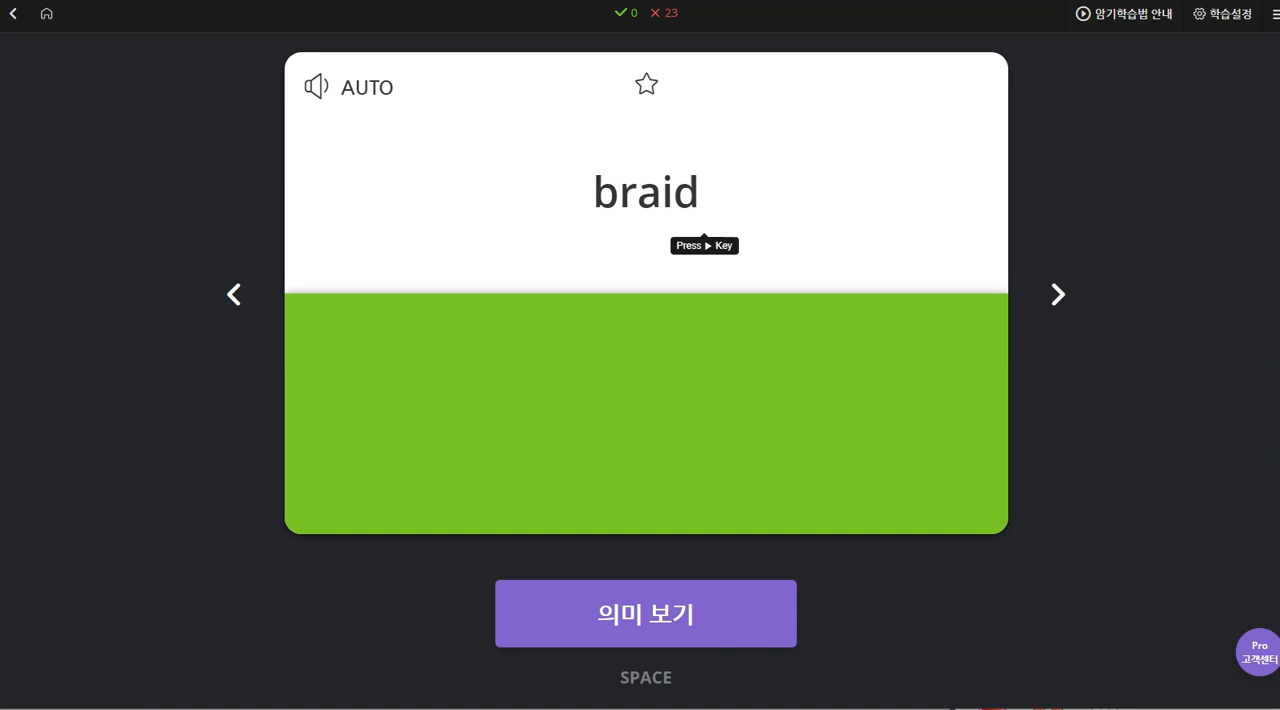 0 23 암기학습법 안내 학습설정
AUTO
braid
Press Key
의미 보기
SPACE
Pro
고객센터